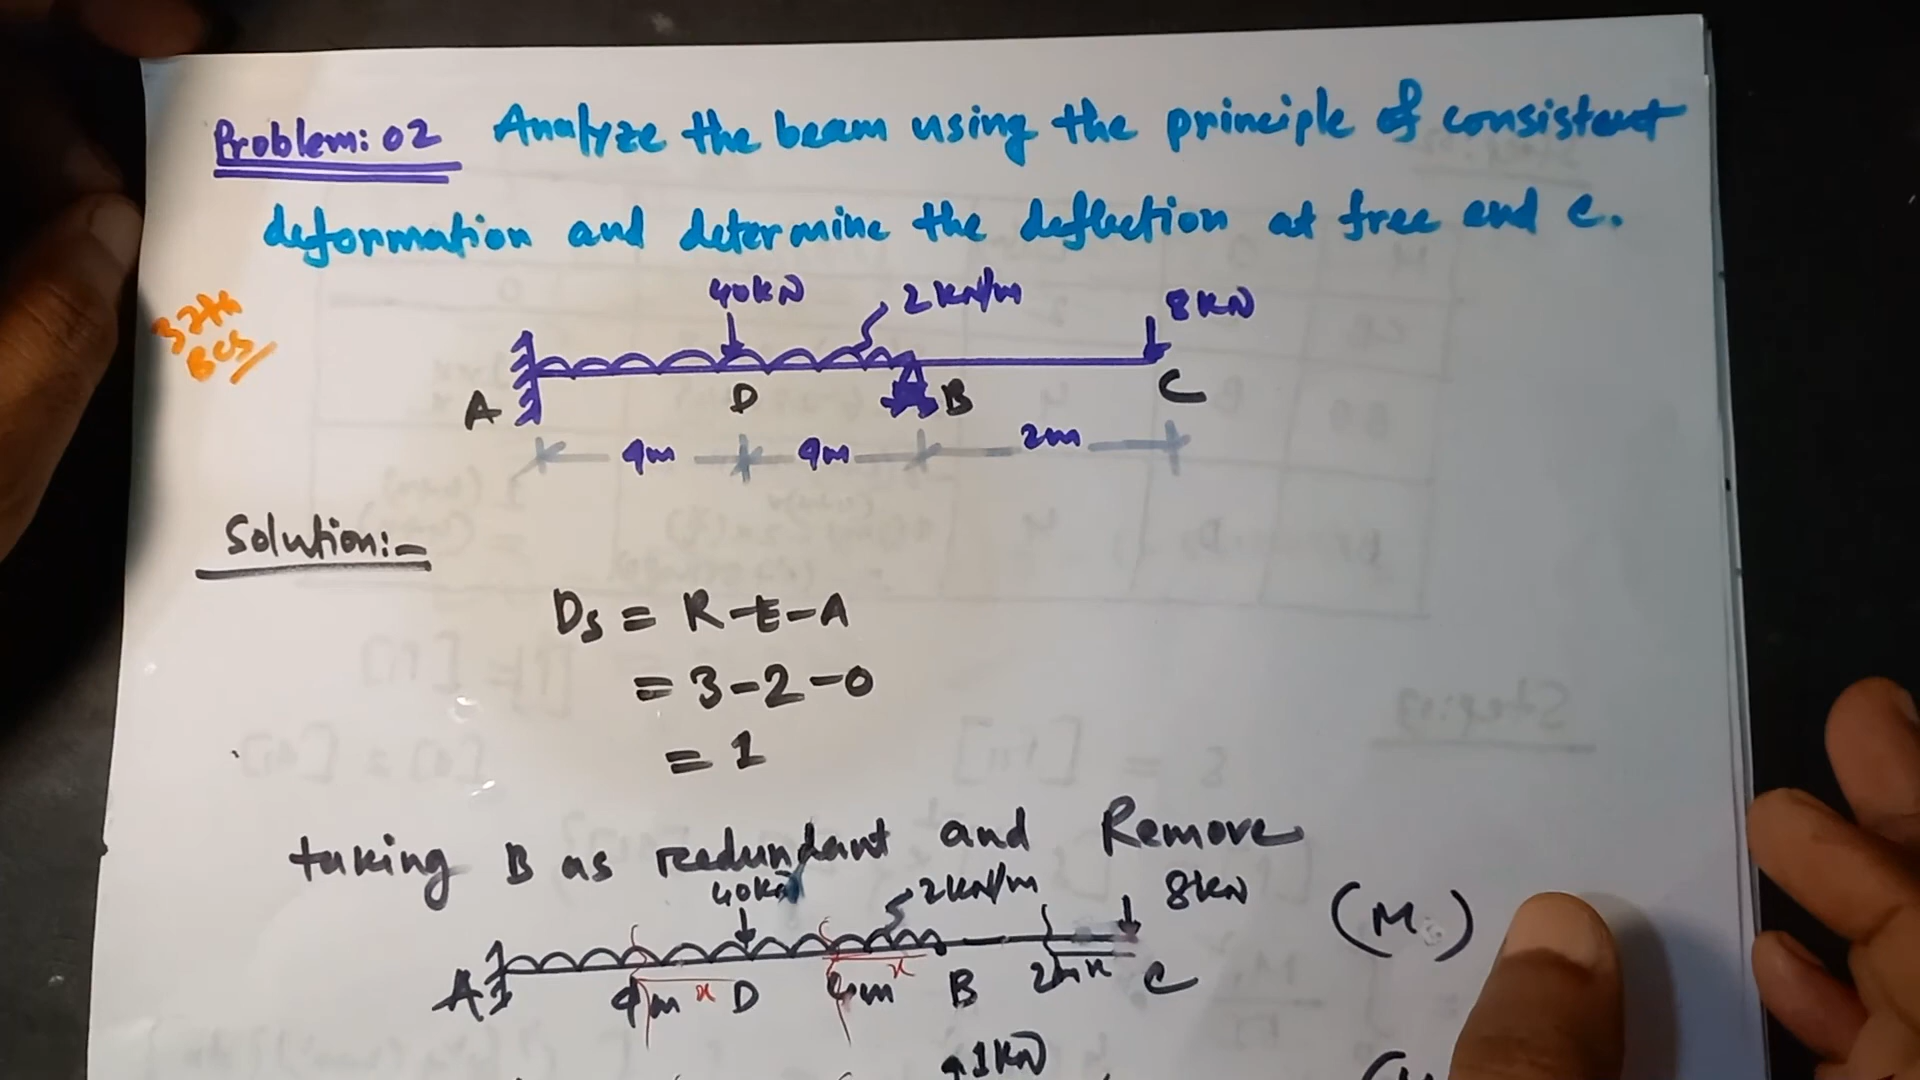 Problem: 02 Analyze the beam using the principle of consistent
deformation and determine the deflection at free end c.
37th
BCS
40kN 2kN/m 8kN
A D B C
4m 4m 2m
Solution:-
Ds = R-E-A
= 3-2-0
= 1
taking B as redundant and Remove
40kN 2kN/m 8kN
(M
A 4m x D 4m x B 2m x C
1kN